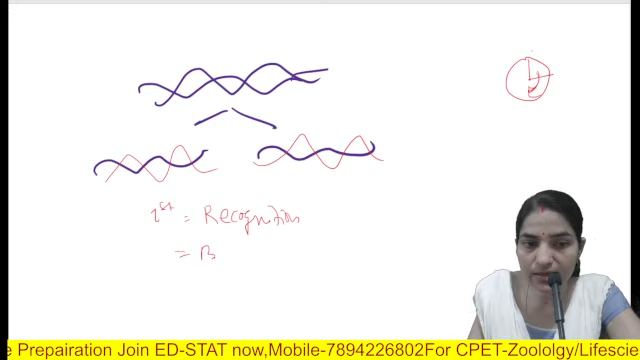 1st = Recognition
= B
e Prepairation Join ED-STAT now,Mobile-7894226802For CPET-Zoololgy/Lifescie